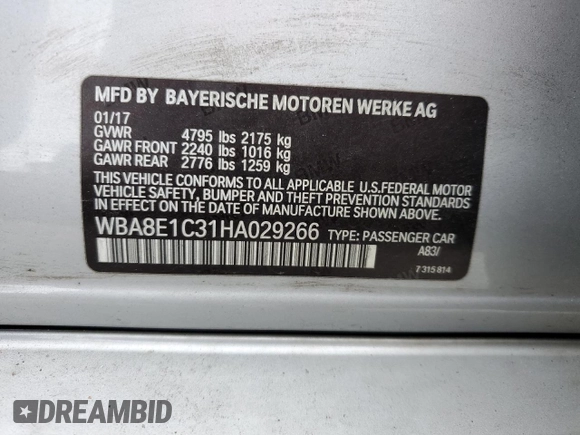 MFD BY BAYERISCHE MOTOREN WERKE AG
01/17
GVWR 4795 lbs 2175 kg
GAWR FRONT 2240 lbs 1016 kg
GAWR REAR 2776 lbs 1259 kg
THIS VEHICLE CONFORMS TO ALL APPLICABLE U.S.FEDERAL MOTOR
VEHICLE SAFETY, BUMPER AND THEFT PREVENTION STANDARDS
IN EFFECT ON THE DATE OF MANUFACTURE SHOWN ABOVE.
WBA8E1C31HA029266 TYPE: PASSENGER CAR
A83/
7 315 814
DREAMBID